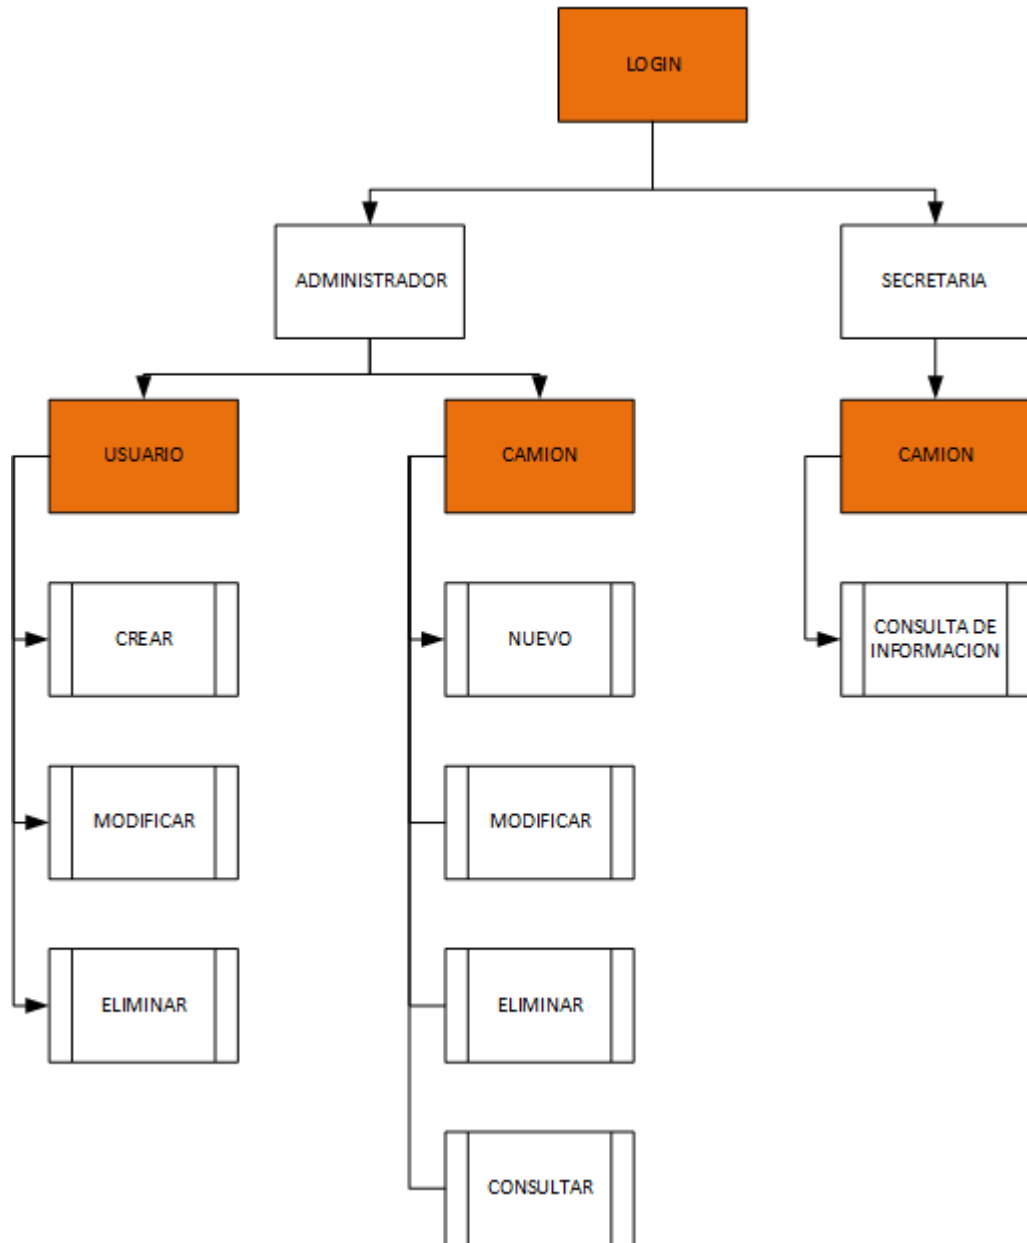 LOGIN
ADMINISTRADOR
SECRETARIA
USUARIO
CAMION
CAMION
CREAR
NUEVO
CONSULTA DE
INFORMACION
MODIFICAR
MODIFICAR
ELIMINAR
ELIMINAR
CONSULTAR